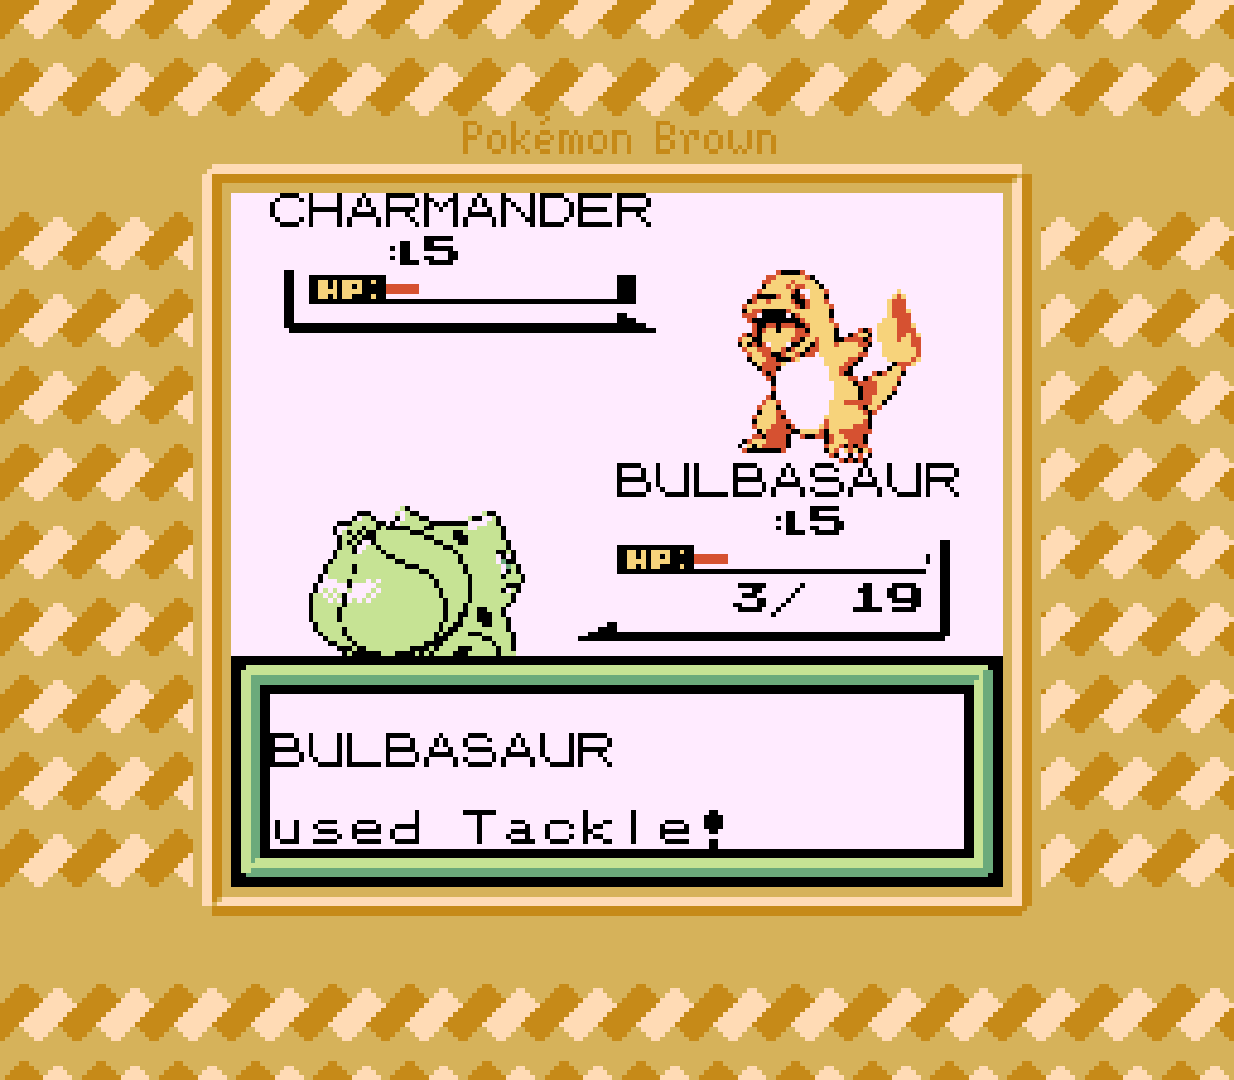 Pokémon Brown
CHARMANDER
:L5
HP:
BULBASAUR
:L5
HP:
3/ 19
BULBASAUR
used Tackle!